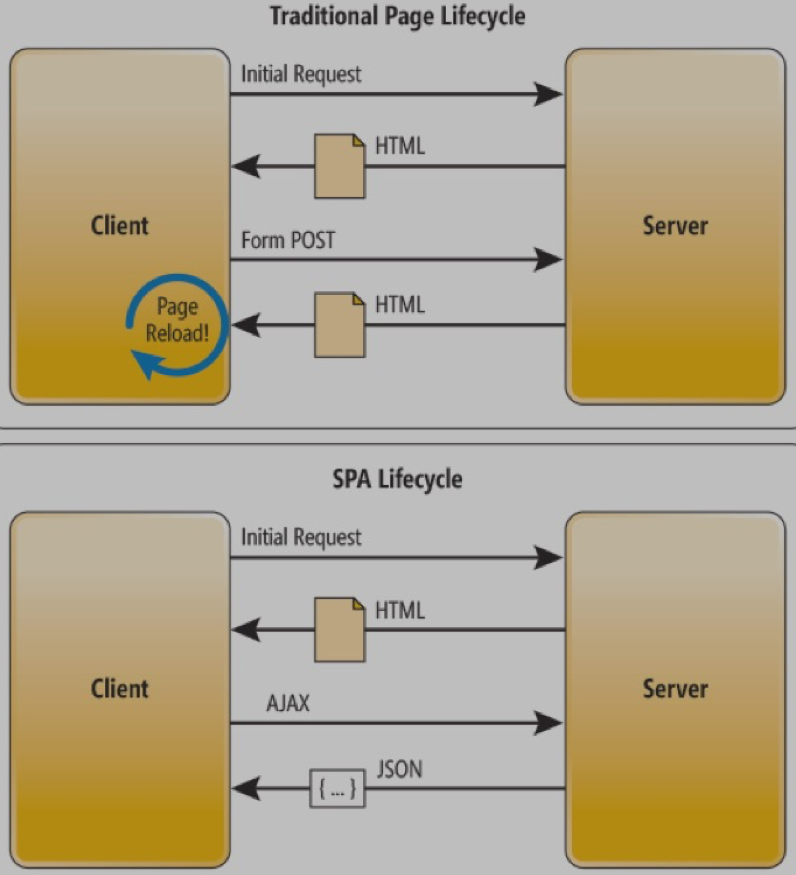 Traditional Page Lifecycle
Initial Request
HTML
Client
Server
Form POST
HTML
Page
Reload!
SPA Lifecycle
Initial Request
HTML
Client
Server
AJAX
JSON
{ ... }